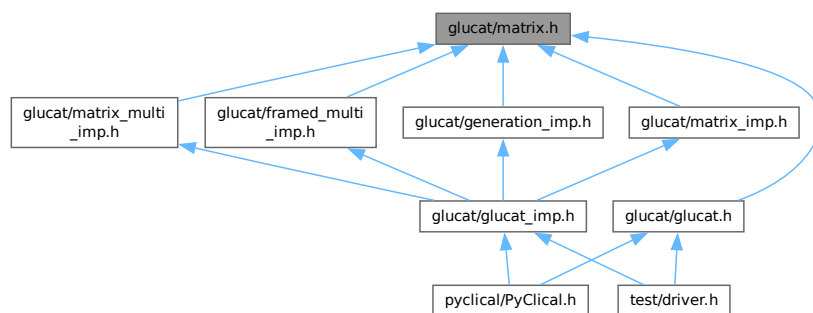 glucat/matrix.h
glucat/matrix_multi
_imp.h
glucat/framed_multi
_imp.h
glucat/generation_imp.h
glucat/matrix_imp.h
glucat/glucat_imp.h
glucat/glucat.h
pyclical/PyClical.h
test/driver.h